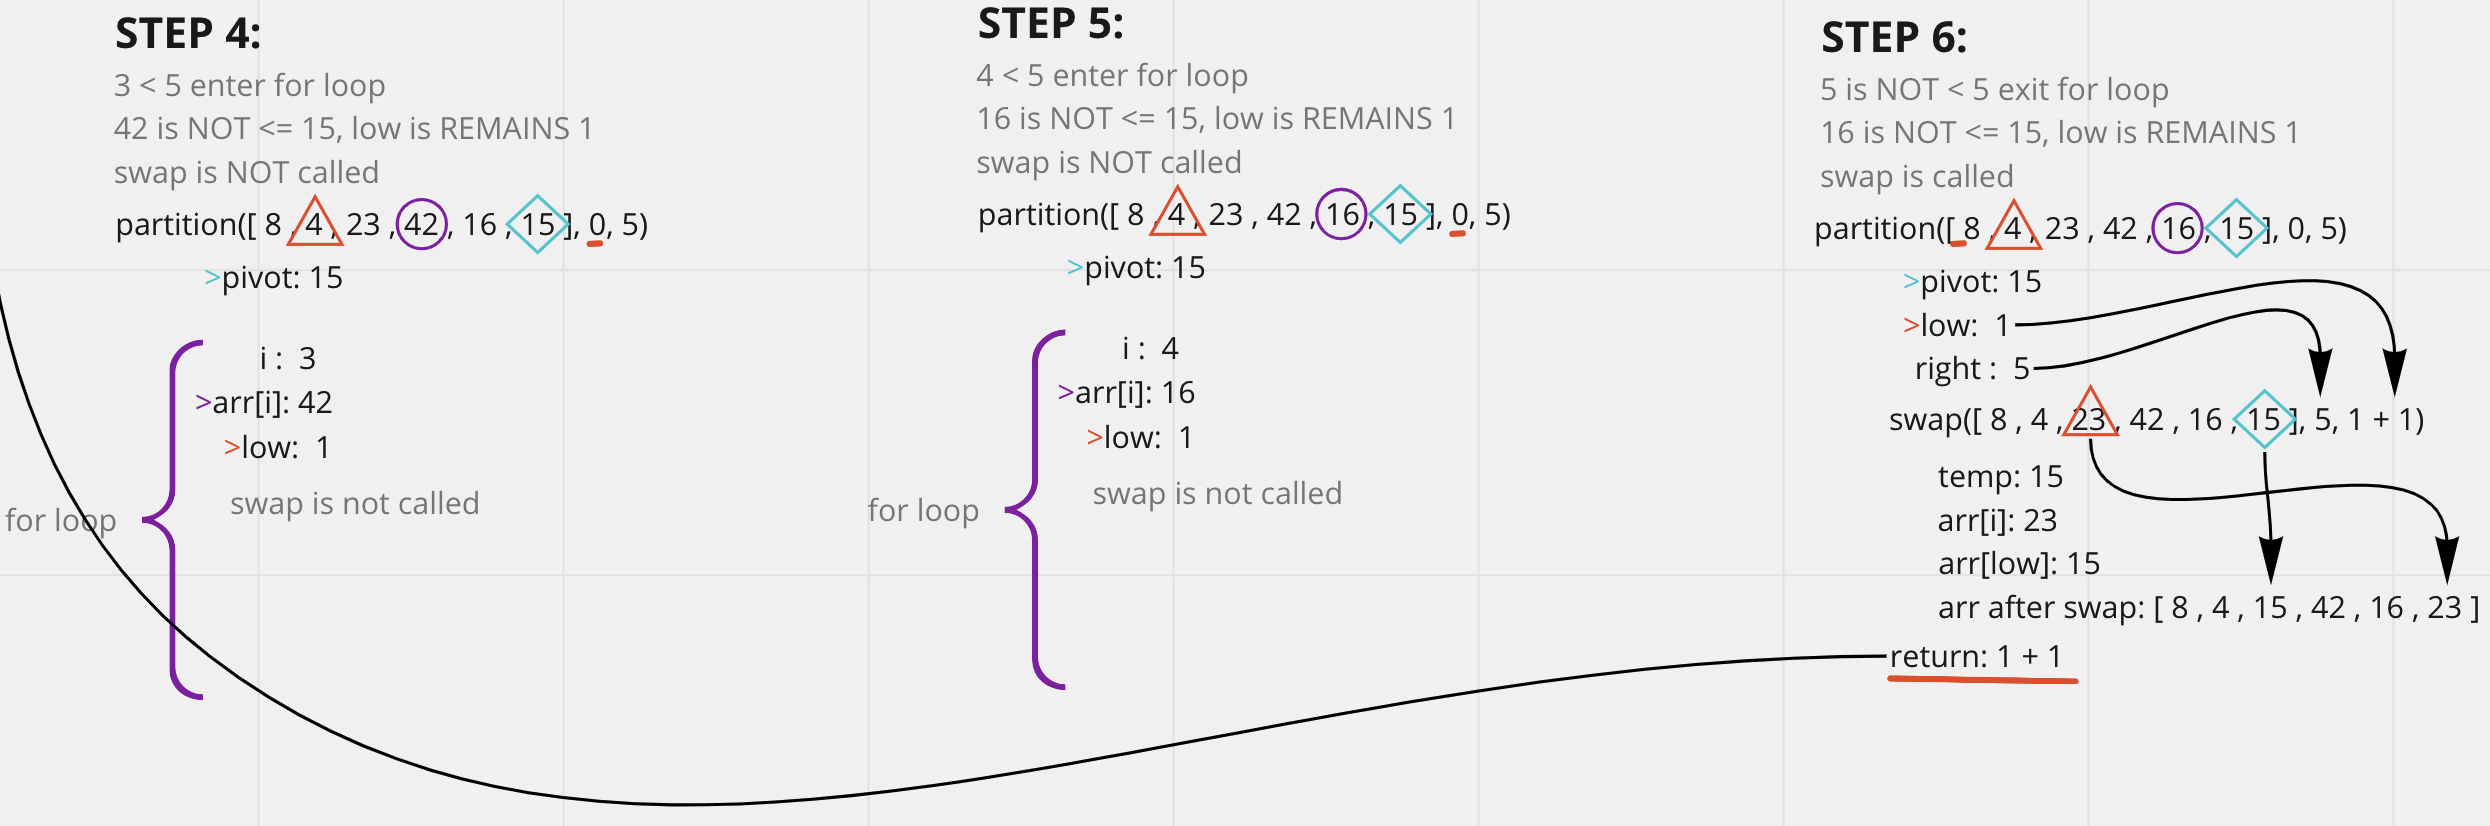 STEP 4:
3 < 5 enter for loop
42 is NOT <= 15, low is REMAINS 1
swap is NOT called
partition([ 8 , 4 , 23 , 42 , 16 , 15 ], 0, 5)
>pivot: 15
for loop
i : 3
>arr[i]: 42
>low: 1
swap is not called
STEP 5:
4 < 5 enter for loop
16 is NOT <= 15, low is REMAINS 1
swap is NOT called
partition([ 8 , 4 , 23 , 42 , 16 , 15 ], 0, 5)
>pivot: 15
for loop
i : 4
>arr[i]: 16
>low: 1
swap is not called
STEP 6:
5 is NOT < 5 exit for loop
16 is NOT <= 15, low is REMAINS 1
swap is called
partition([ 8 , 4 , 23 , 42 , 16 , 15 ], 0, 5)
>pivot: 15
>low: 1
right : 5
swap([ 8 , 4 , 23 , 42 , 16 , 15 ], 5, 1 + 1)
temp: 15
arr[i]: 23
arr[low]: 15
arr after swap: [ 8 , 4 , 15 , 42 , 16 , 23 ]
return: 1 + 1